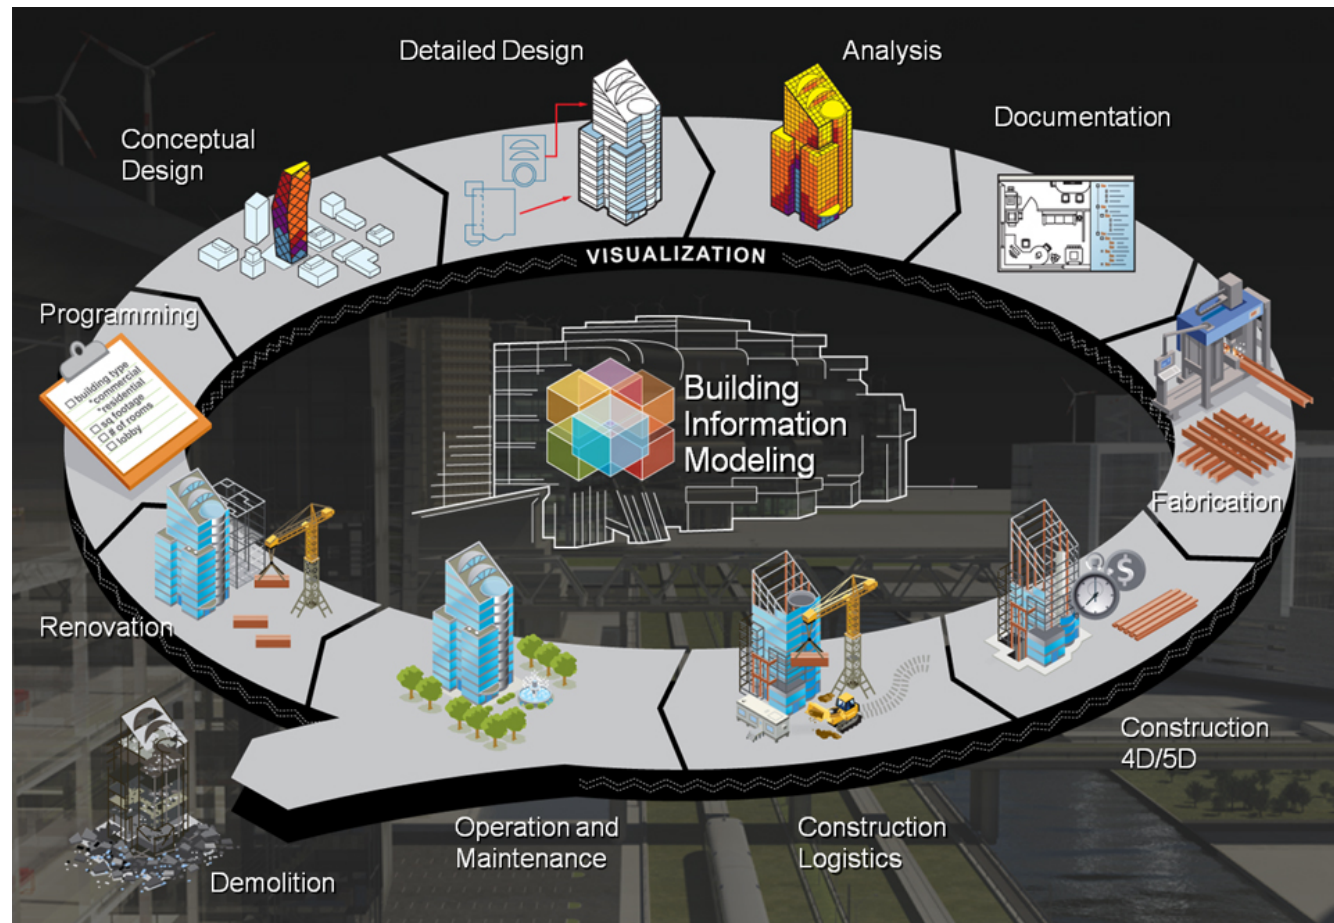 Detailed Design
Analysis
Documentation
Conceptual
Design
VISUALIZATION
Programming
building type
*commercial
*residential
sq footage
# of rooms
lobby
Building
Information
Modeling
Fabrication
$
Renovation
Construction
4D/5D
Operation and
Maintenance
Construction
Logistics
Demolition